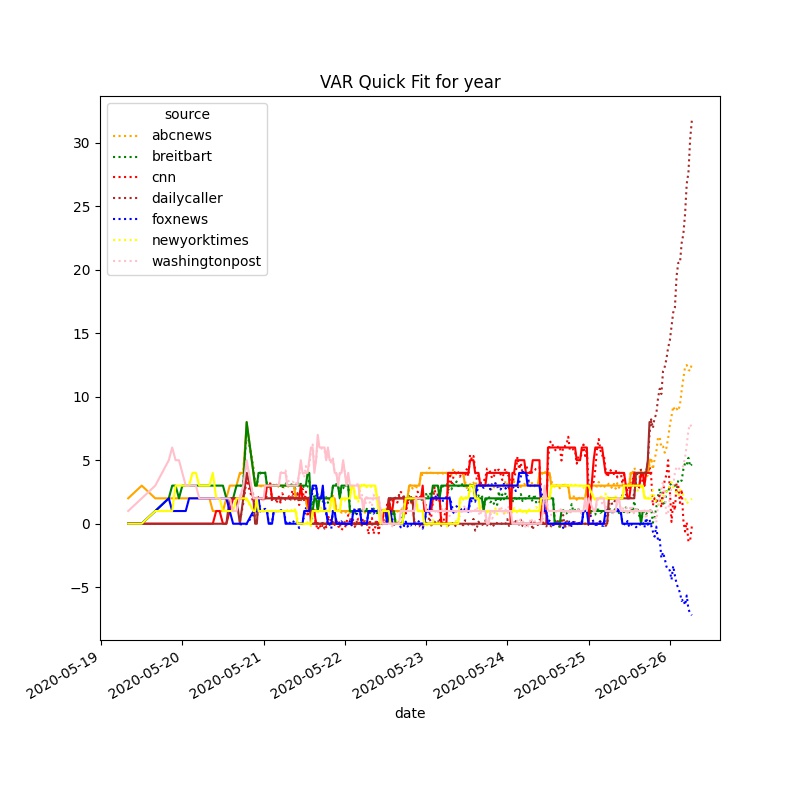 VAR Quick Fit for year
source
abcnews
breitbart
cnn
dailycaller
foxnews
newyorktimes
washingtonpost
30
25
20
15
10
5
0
−5
2020-05-19
2020-05-20
2020-05-21
2020-05-22
2020-05-23
2020-05-24
2020-05-25
2020-05-26
date